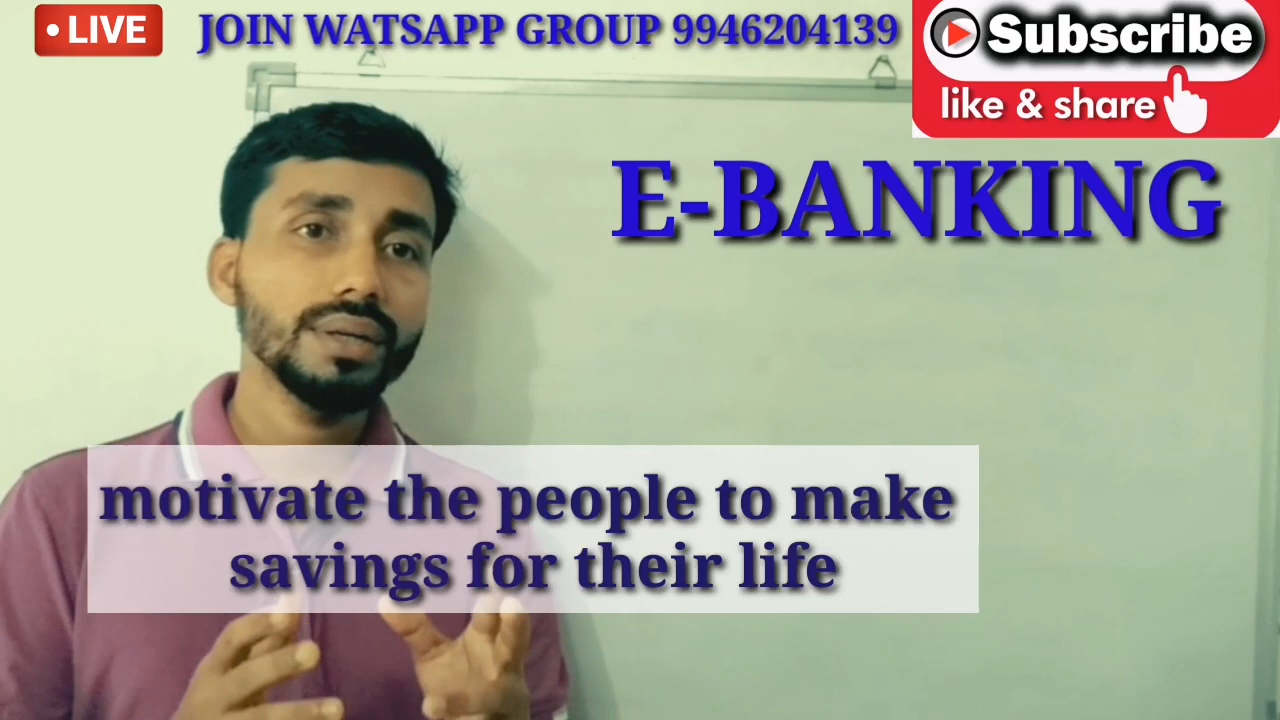 • LIVE
JOIN WATSAPP GROUP 9946204139
Subscribe
like & share
E-BANKING
motivate the people to make
savings for their life